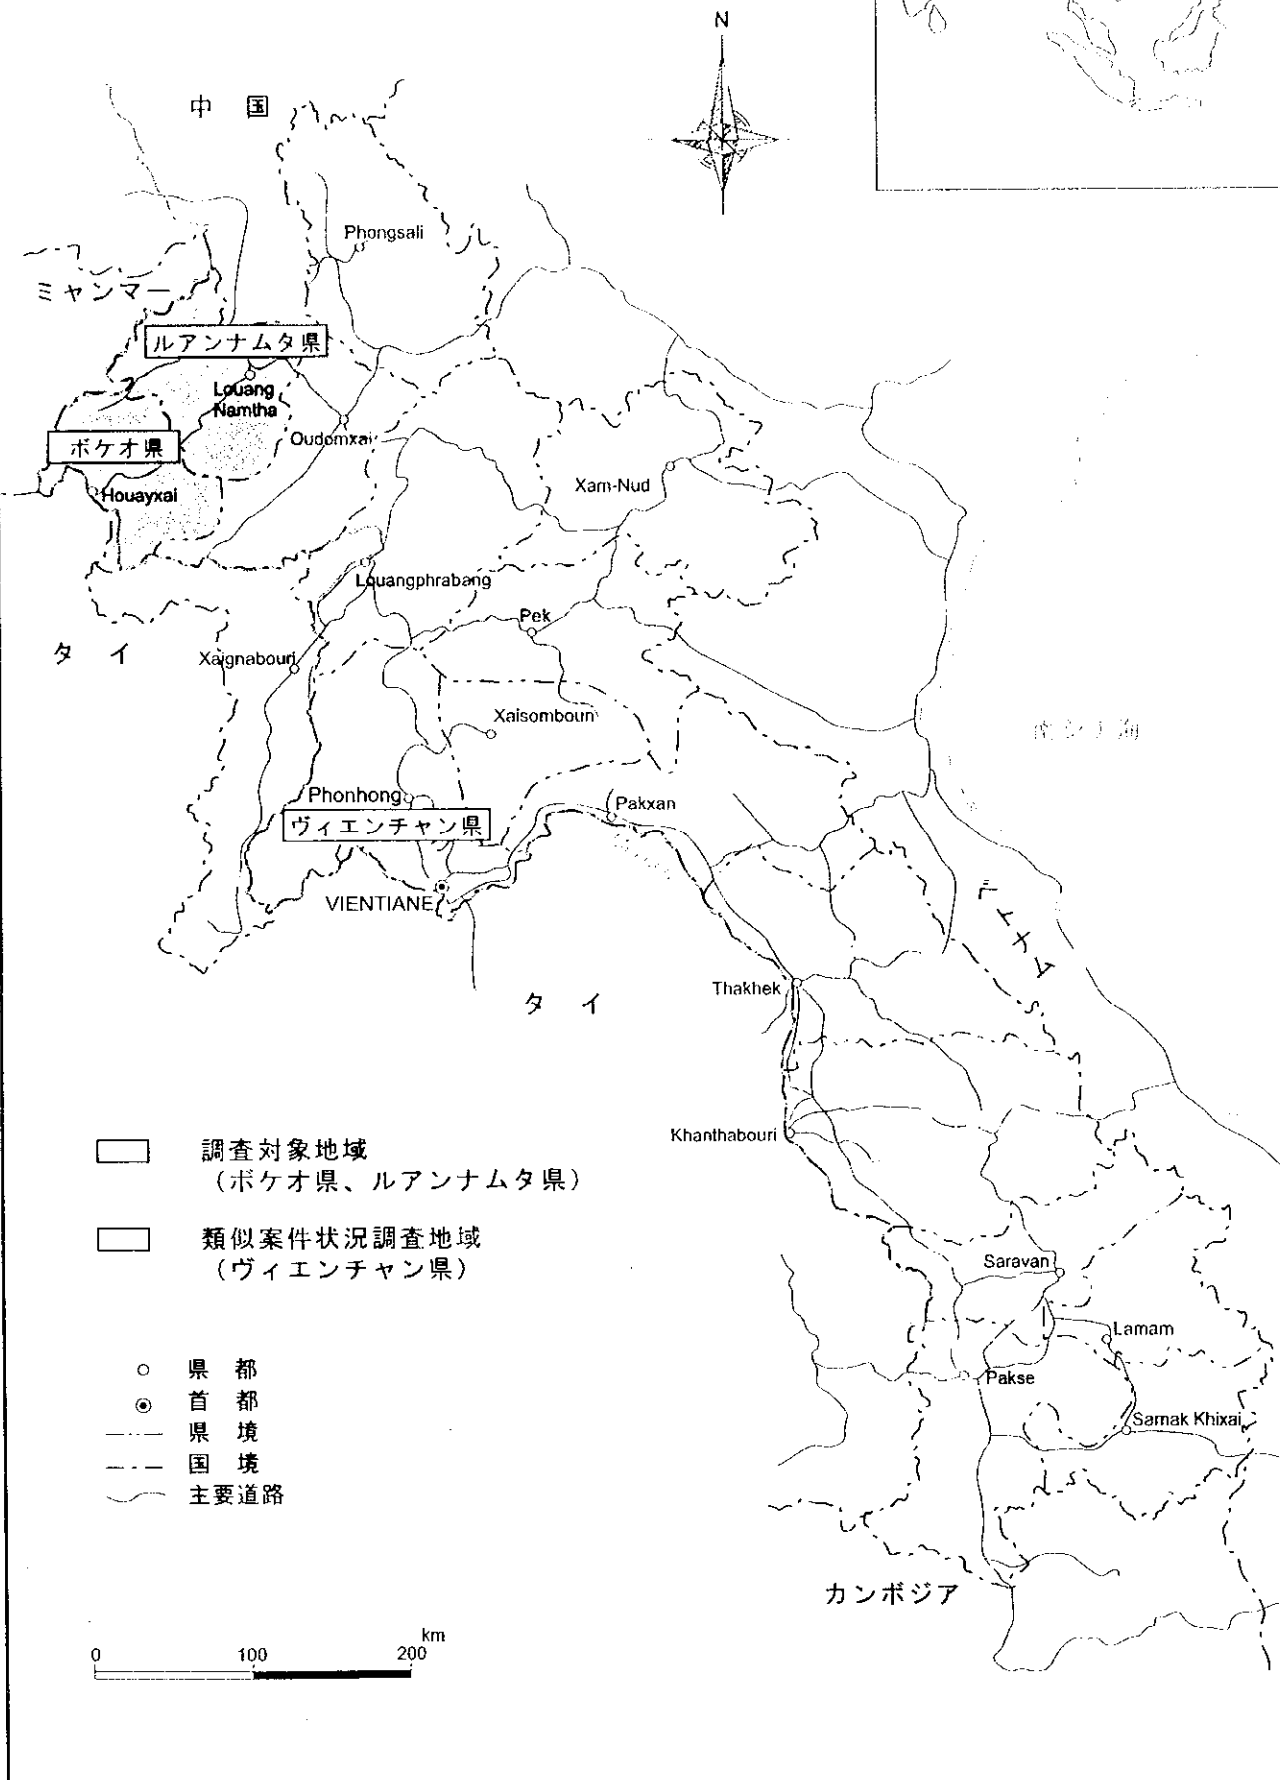 N
中 国
Phongsali
ミャンマー
ルアンナムタ県
Louang
Namtha
ボケオ県
Oudomxai
Houayxai
Xam-Nud
Louangphrabang
Pek
タ イ
Xaignabouri
Xaisomboun
Phonhong
Pakxan
ヴィエンチャン県
VIENTIANE
タ イ
Thakhek
Khanthabouri
調査対象地域
(ボケオ県、ルアンナムタ県)
類似案件状況調査地域
(ヴィエンチャン県)
Saravan
Lamam
Pakse
Samak Khixai
県 都
首 都
県 境
国 境
主要道路
カンボジア
km
0 100 200